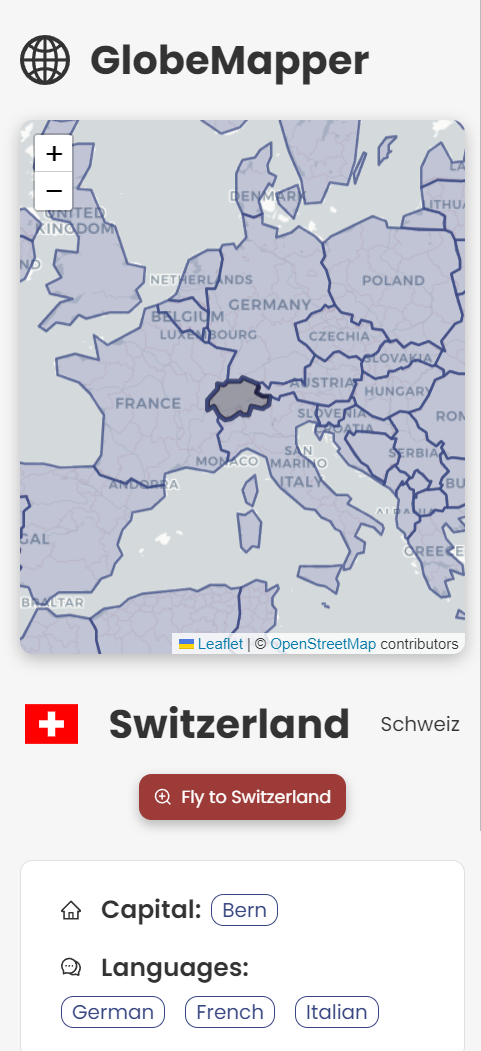 GlobeMapper
+
−
DENMARK
UNITED
KINGDOM
NETHERLANDS
POLAND
BELGIUM
GERMANY
LUXEMBOURG
CZECHIA
SLOVAKIA
AUSTRIA
HUNGARY
FRANCE
SLOVENIA
CROATIA
ROM
SAN
MARINO
SERBIA
MONACO
ITALY
ANDORRA
BU
GAL
GREECE
BRALTAR
Leaflet | © OpenStreetMap contributors
Switzerland Schweiz
Fly to Switzerland
Capital: Bern
Languages:
German French Italian